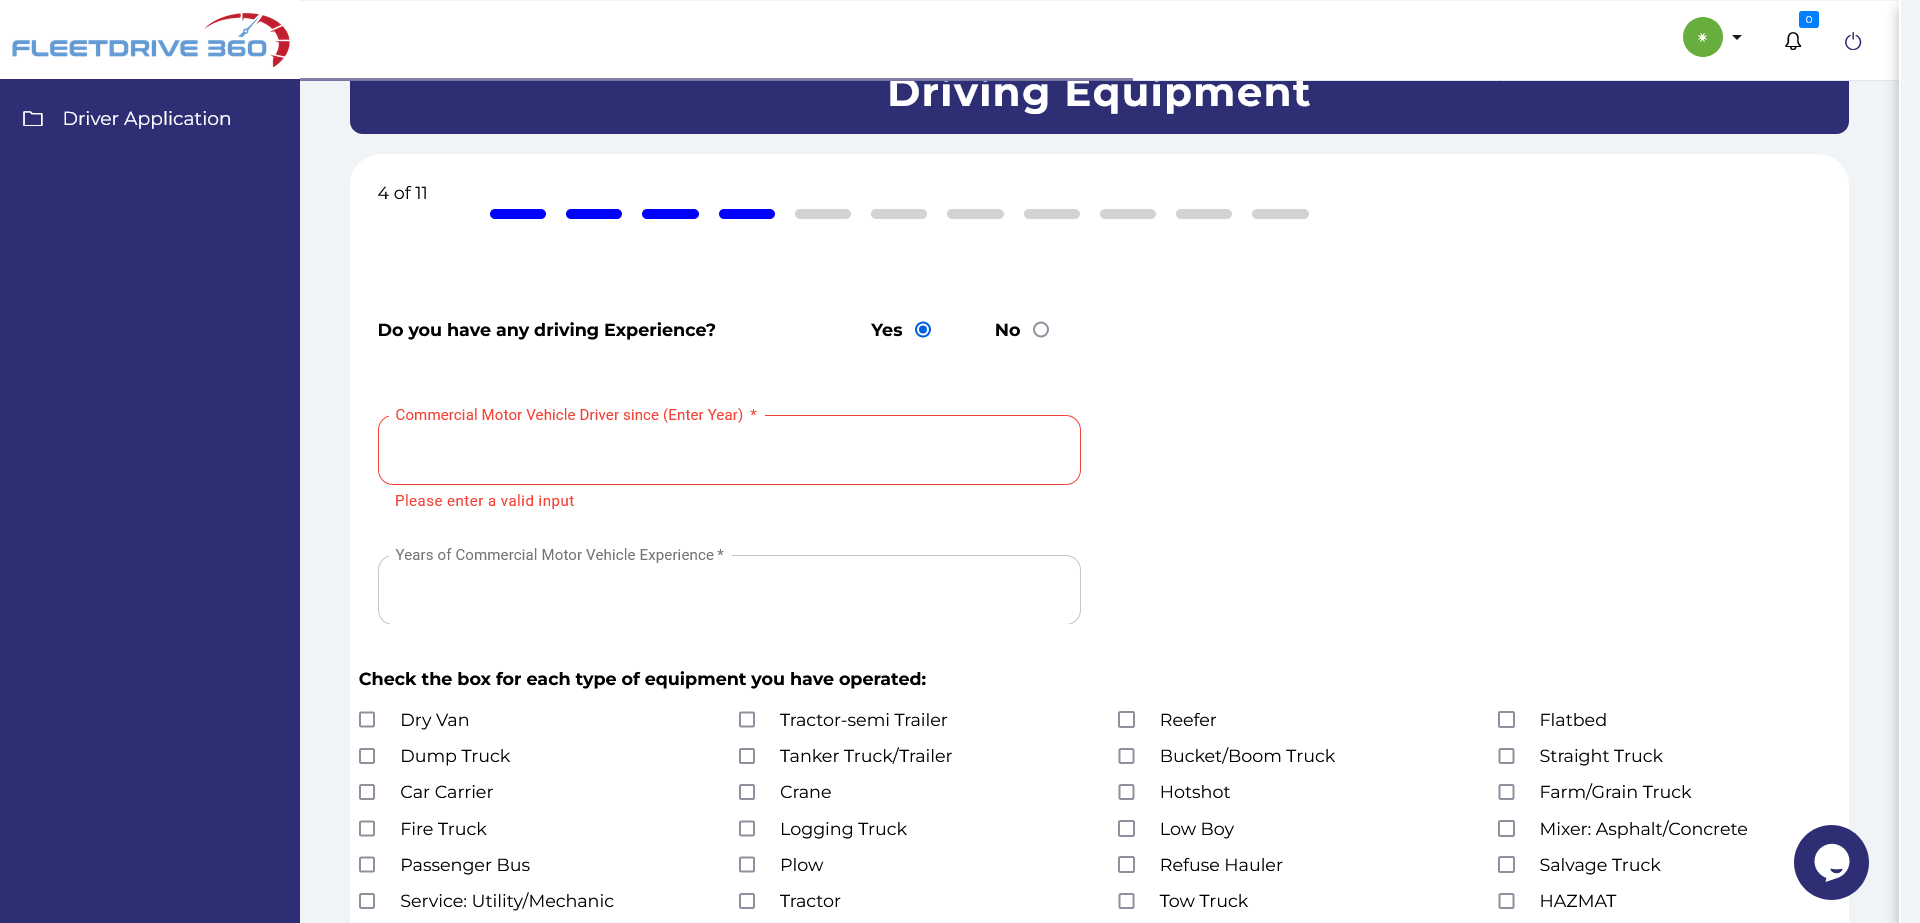 FLEETDRIVE 360
0
Driver Application
Driving Equipment
4 of 11
Do you have any driving Experience? Yes No
Commercial Motor Vehicle Driver since (Enter Year) *
Please enter a valid input
Years of Commercial Motor Vehicle Experience *
Check the box for each type of equipment you have operated:
Dry Van Tractor-semi Trailer Reefer Flatbed
Dump Truck Tanker Truck/Trailer Bucket/Boom Truck Straight Truck
Car Carrier Crane Hotshot Farm/Grain Truck
Fire Truck Logging Truck Low Boy Mixer: Asphalt/Concrete
Passenger Bus Plow Refuse Hauler Salvage Truck
Service: Utility/Mechanic Tractor Tow Truck HAZMAT